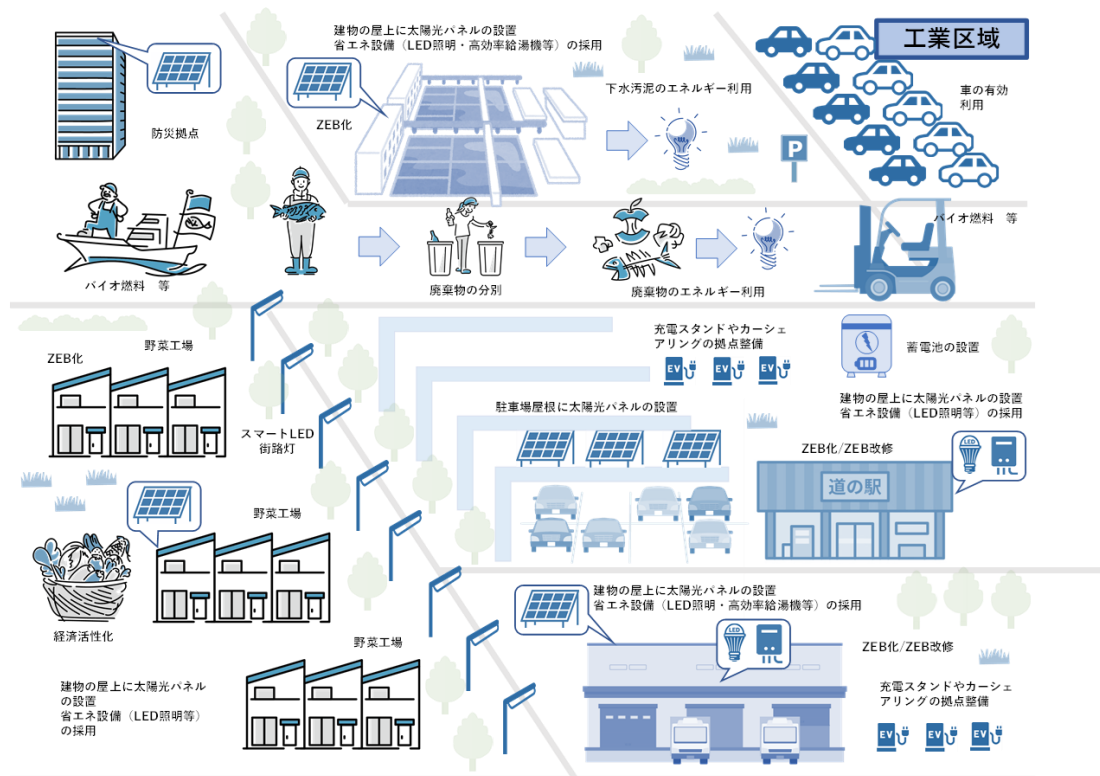 工業区域
建物の屋上に太陽光パネルの設置
省エネ設備（LED照明・高効率給湯機等）の採用
防災拠点
ZEB化
下水汚泥のエネルギー利用
車の有効
利用
P
バイオ燃料　等
廃棄物の分別
廃棄物のエネルギー利用
バイオ燃料　等
ZEB化
野菜工場
スマートLED
街路灯
充電スタンドやカーシェ
アリングの拠点整備
EV
EV
EV
蓄電池の設置
駐車場屋根に太陽光パネルの設置
建物の屋上に太陽光パネルの設置
省エネ設備（LED照明等）の採用
ZEB化/ZEB改修
LED
道の駅
野菜工場
経済活性化
建物の屋上に太陽光パネルの設置
省エネ設備（LED照明・高効率給湯機等）の採用
LED
ZEB化/ZEB改修
野菜工場
建物の屋上に太陽光パネル
の設置
省エネ設備（LED照明等）
の採用
充電スタンドやカーシェ
アリングの拠点整備
EV
EV
EV